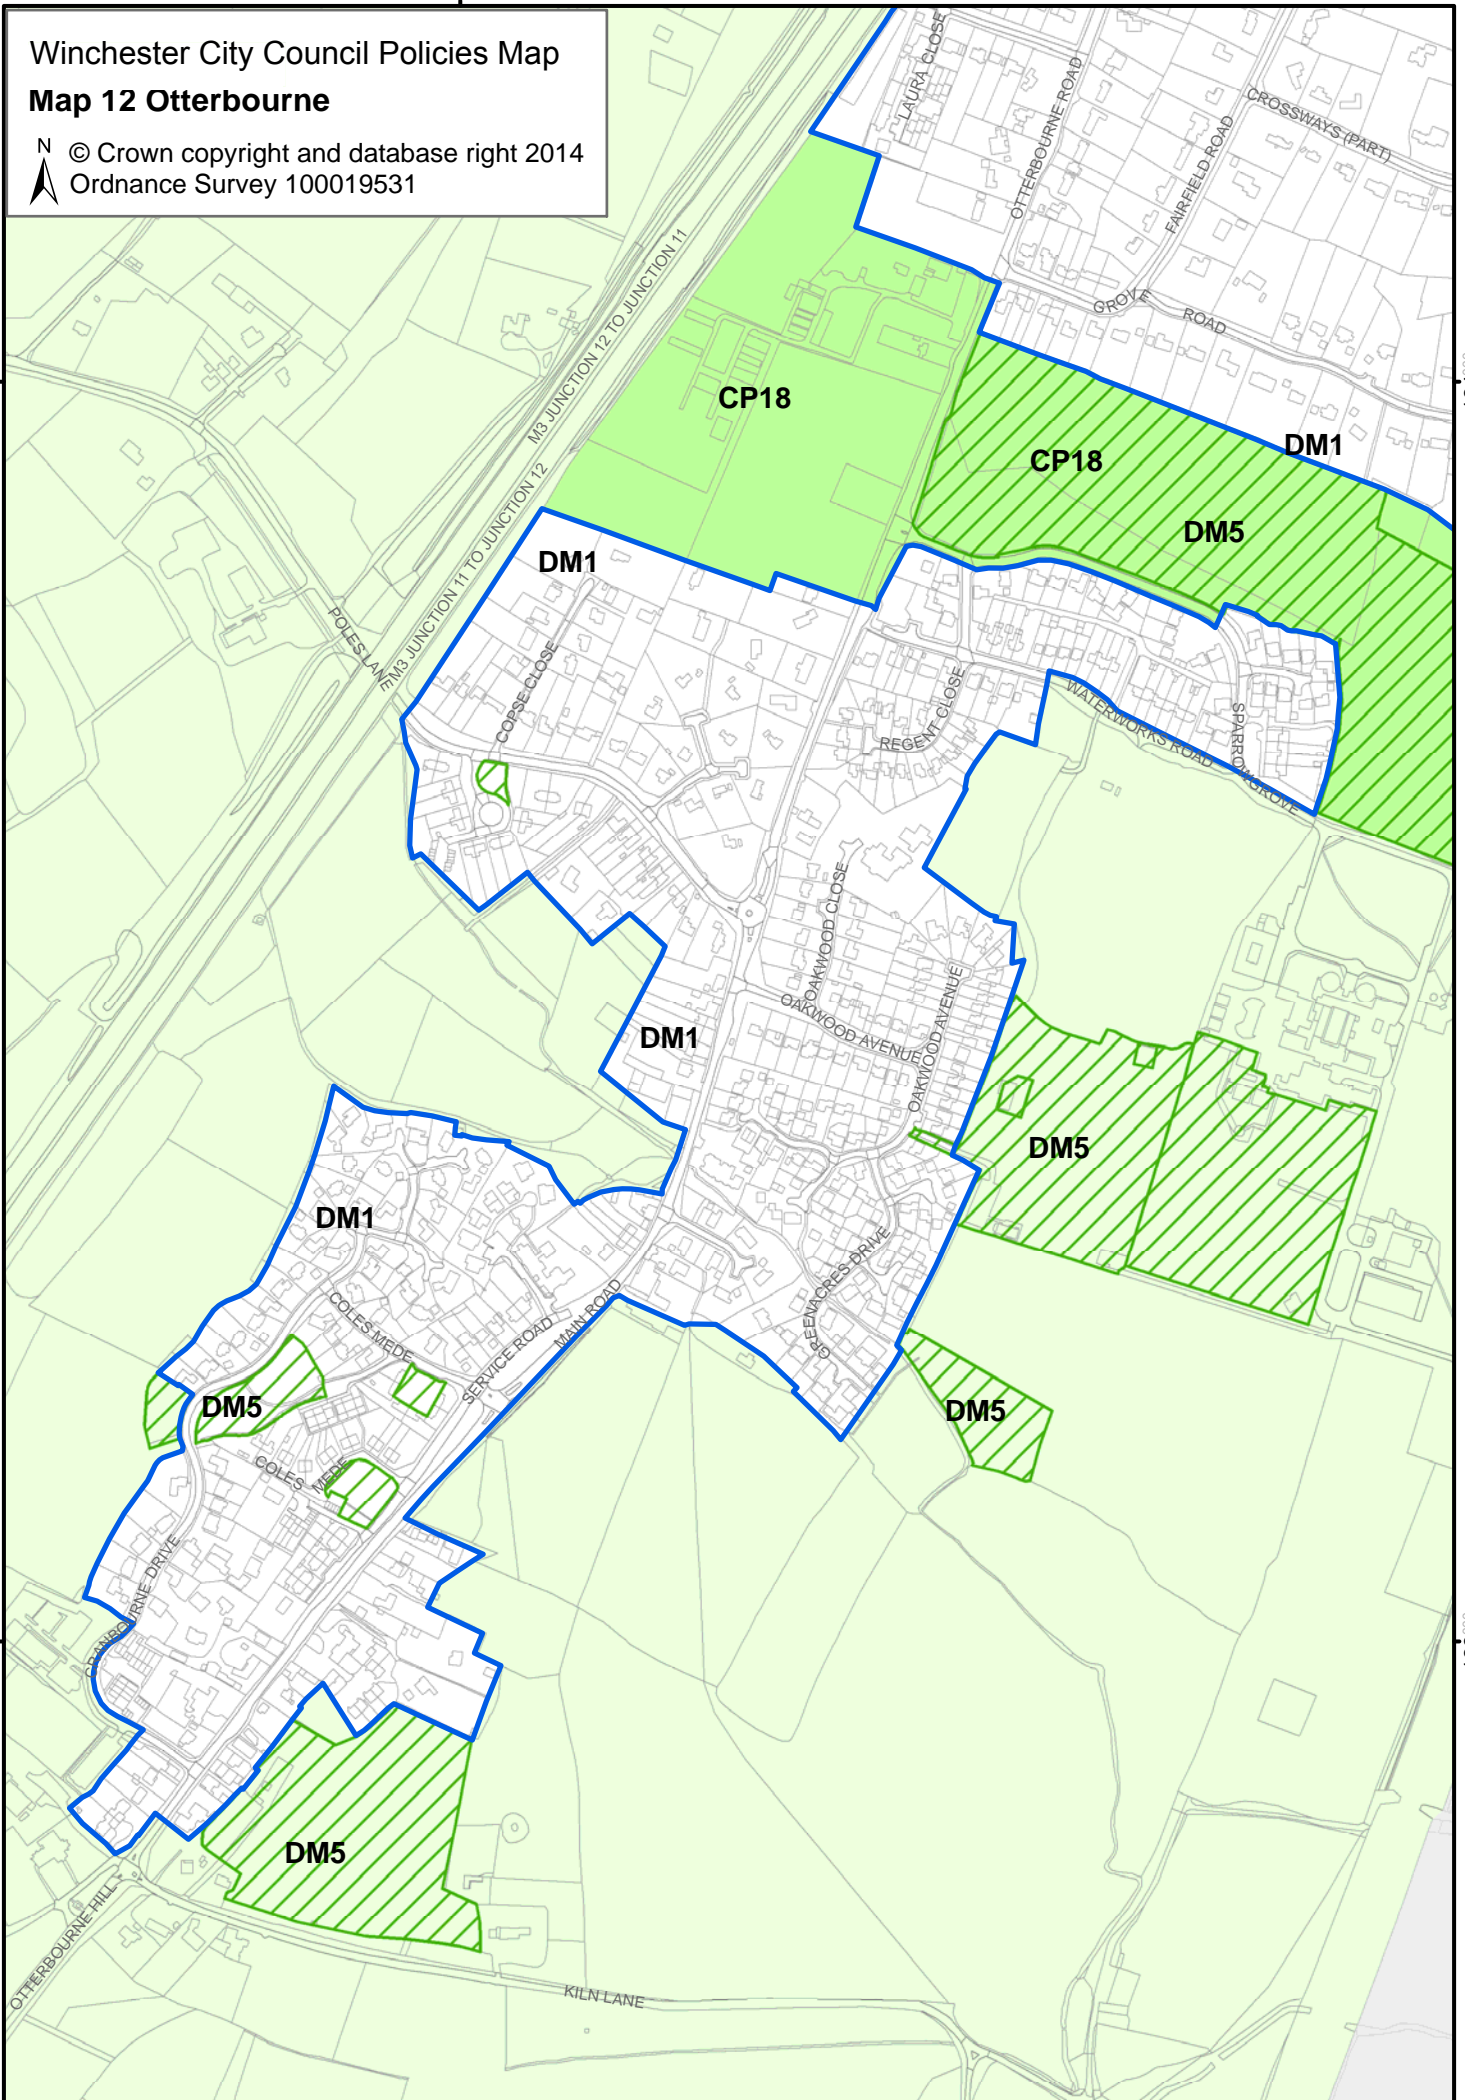 Winchester City Council Policies Map
Map 12 Otterbourne
N
© Crown copyright and database right 2014
Ordnance Survey 100019531
LAURA CLOSE
OTTERBOURNE ROAD
FAIRFIELD ROAD
CROSSWAYS (PART)
GROVE
ROAD
M3 JUNCTION 12 TO JUNCTION 11
M3 JUNCTION 11 TO JUNCTION 12
CP18
CP18
DM1
DM5
DM1
POLES LANE
COPSE CLOSE
REGENT CLOSE
WATERWORKS ROAD
SPARROWGROVE
OAKWOOD CLOSE
OAKWOOD AVENUE
OAKWOOD AVENUE
DM1
DM5
DM1
GREENACRES DRIVE
COLES MEDE
SERVICE ROAD
MAIN ROAD
DM5
DM5
COLES MEDE
CRANBOURNE DRIVE
DM5
OTTERBOURNE HILL
KILN LANE